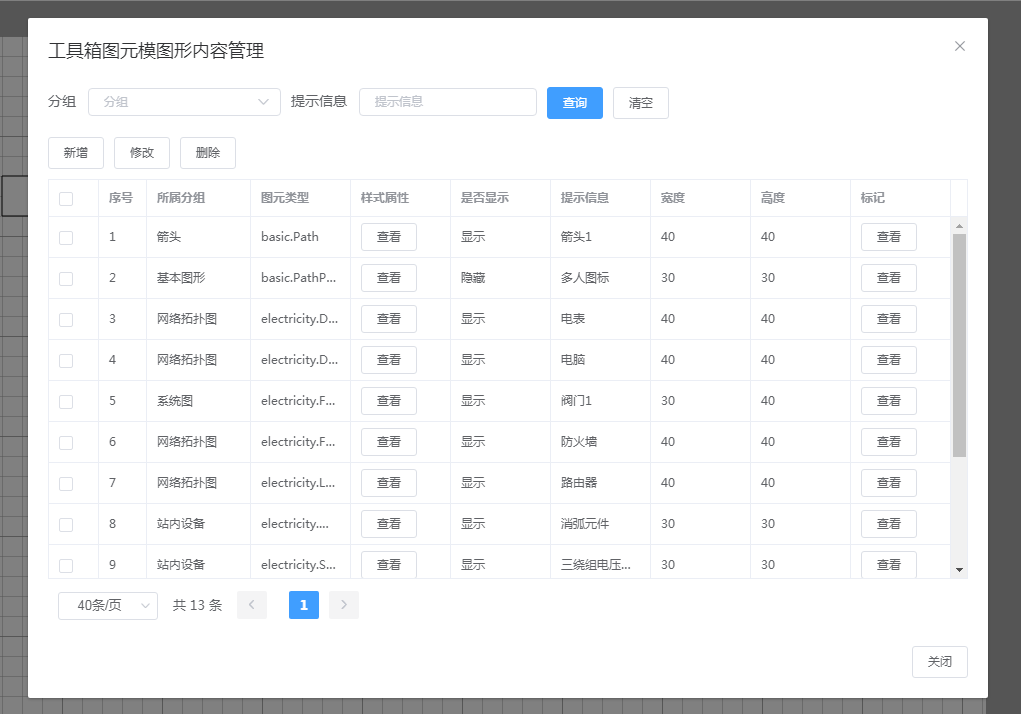 工具箱图元模图形内容管理
分组 分组 提示信息 提示信息 查询 清空
新增 修改 删除
序号 所属分组 图元类型 样式属性 是否显示 提示信息 宽度 高度 标记
1 箭头 basic.Path 查看 显示 箭头1 40 40 查看
2 基本图形 basic.PathP... 查看 隐藏 多人图标 30 30 查看
3 网络拓扑图 electricity.D... 查看 显示 电表 40 40 查看
4 网络拓扑图 electricity.D... 查看 显示 电脑 40 40 查看
5 系统图 electricity.F... 查看 显示 阀门1 30 40 查看
6 网络拓扑图 electricity.F... 查看 显示 防火墙 40 40 查看
7 网络拓扑图 electricity.L... 查看 显示 路由器 40 40 查看
8 站内设备 electricity.... 查看 显示 消弧元件 30 30 查看
9 站内设备 electricity.S... 查看 显示 三绕组电压... 30 30 查看
40条/页 共 13 条 1
关闭